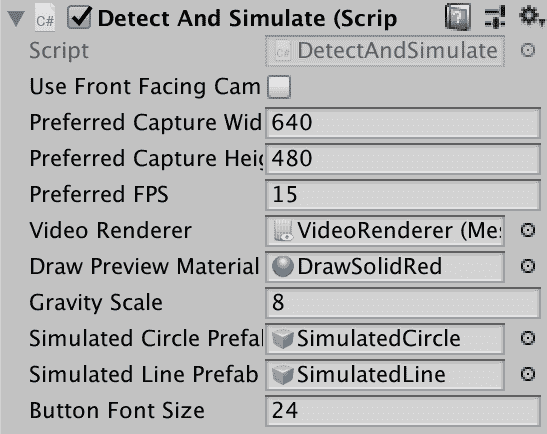 C# Detect And Simulate (Scrip
Script C# DetectAndSimulate
Use Front Facing Cam
Preferred Capture Wid 640
Preferred Capture Heig 480
Preferred FPS 15
Video Renderer VideoRenderer (Mes
Draw Preview Material DrawSolidRed
Gravity Scale 8
Simulated Circle Prefal SimulatedCircle
Simulated Line Prefab SimulatedLine
Button Font Size 24